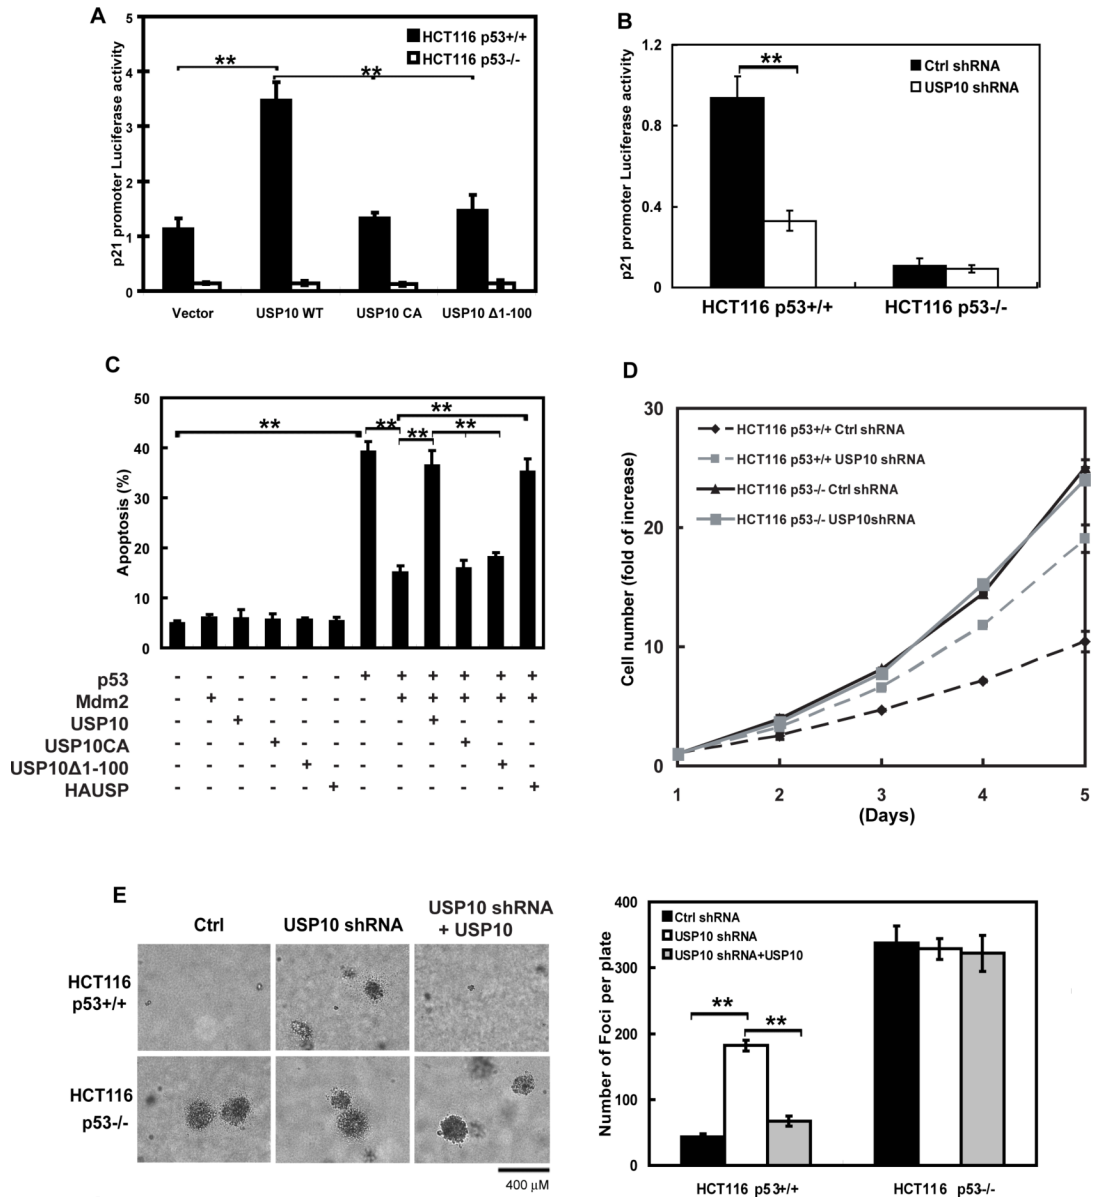 A
p21 promoter Luciferase activity
5
4
3
2
1
0
HCT116 p53+/+
HCT116 p53-/-
**
**
Vector
USP10 WT
USP10 CA
USP10 Δ1-100
B
p21 promoter Luciferase activity
1.2
0.8
0.4
0
Ctrl shRNA
USP10 shRNA
**
HCT116 p53+/+
HCT116 p53-/-
C
Apoptosis (%)
50
40
30
20
10
0
**
**
**
**
**
p53 - - - - - - + + + + + +
Mdm2 - + - - - - - + + + + +
USP10 - - + - - - - - + - - -
USP10CA - - - + - - - - - + - -
USP10Δ1-100 - - - - + - - - - - + -
HAUSP - - - - - + - - - - - +
D
Cell number (fold of increase)
30
20
10
0
HCT116 p53+/+ Ctrl shRNA
HCT116 p53+/+ USP10 shRNA
HCT116 p53-/- Ctrl shRNA
HCT116 p53-/- USP10shRNA
1 2 3 4 5
(Days)
E
Ctrl
USP10 shRNA
USP10 shRNA
+ USP10
HCT116
p53+/+
HCT116
p53-/-
400 μM
Number of Foci per plate
400
300
200
100
0
Ctrl shRNA
USP10 shRNA
USP10 shRNA+USP10
**
**
HCT116 p53+/+
HCT116 p53-/-